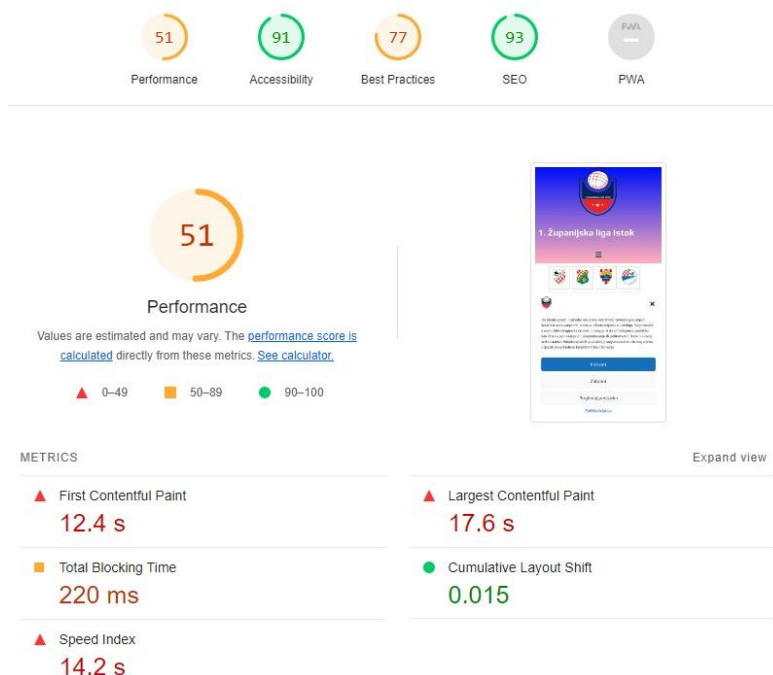 51
91
77
93
PWA
Performance
Accessibility
Best Practices
SEO
PWA
51
Performance
Values are estimated and may vary. The performance score is
calculated directly from these metrics. See calculator.
0–49
50–89
90–100
1. Županijska liga Istok
METRICS
Expand view
First Contentful Paint
12.4 s
Largest Contentful Paint
17.6 s
Total Blocking Time
220 ms
Cumulative Layout Shift
0.015
Speed Index
14.2 s